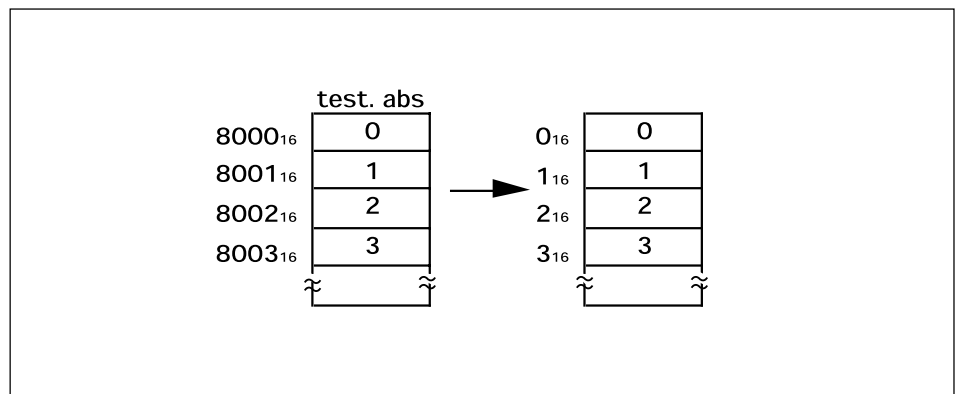 test. abs
8000₁₆ 0 0₁₆ 0
8001₁₆ 1 1₁₆ 1
8002₁₆ 2 2₁₆ 2
8003₁₆ 3 3₁₆ 3